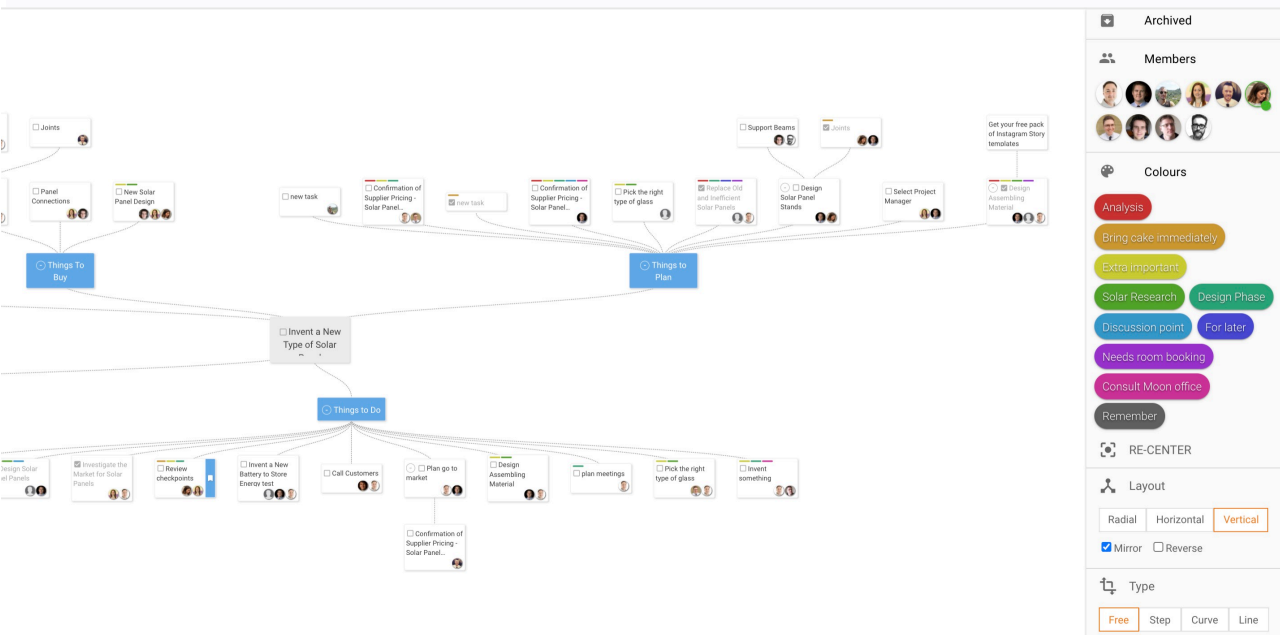 Joints
Panel
Connections
New Solar
Panel Design
Things To
Buy
Support Beams
Joints
Get your free pack
of Instagram Story
templates
new task
Confirmation of
Supplier Pricing -
Solar Panel...
new task
Confirmation of
Supplier Pricing -
Solar Panel...
Pick the right
type of glass
Replace Old
and Inefficient
Solar Panels
Design
Solar Panel
Stands
Select Project
Manager
Design
Assembling
Material
Things to
Plan
Invent a New
Type of Solar
Things to Do
Design Solar
el Panels
Investigate the
Market for Solar
Panels
Review
checkpoints
Invent a New
Battery to Store
Energy test
Call Customers
Plan go to
market
Design
Assembling
Material
plan meetings
Pick the right
type of glass
Invent
something
Confirmation of
Supplier Pricing -
Solar Panel...
Archived
Members
Colours
Analysis
Bring cake immediately
Extra important
Solar Research
Design Phase
Discussion point
For later
Needs room booking
Consult Moon office
Remember
RE-CENTER
Layout
Radial
Horizontal
Vertical
Mirror
Reverse
Type
Free
Step
Curve
Line